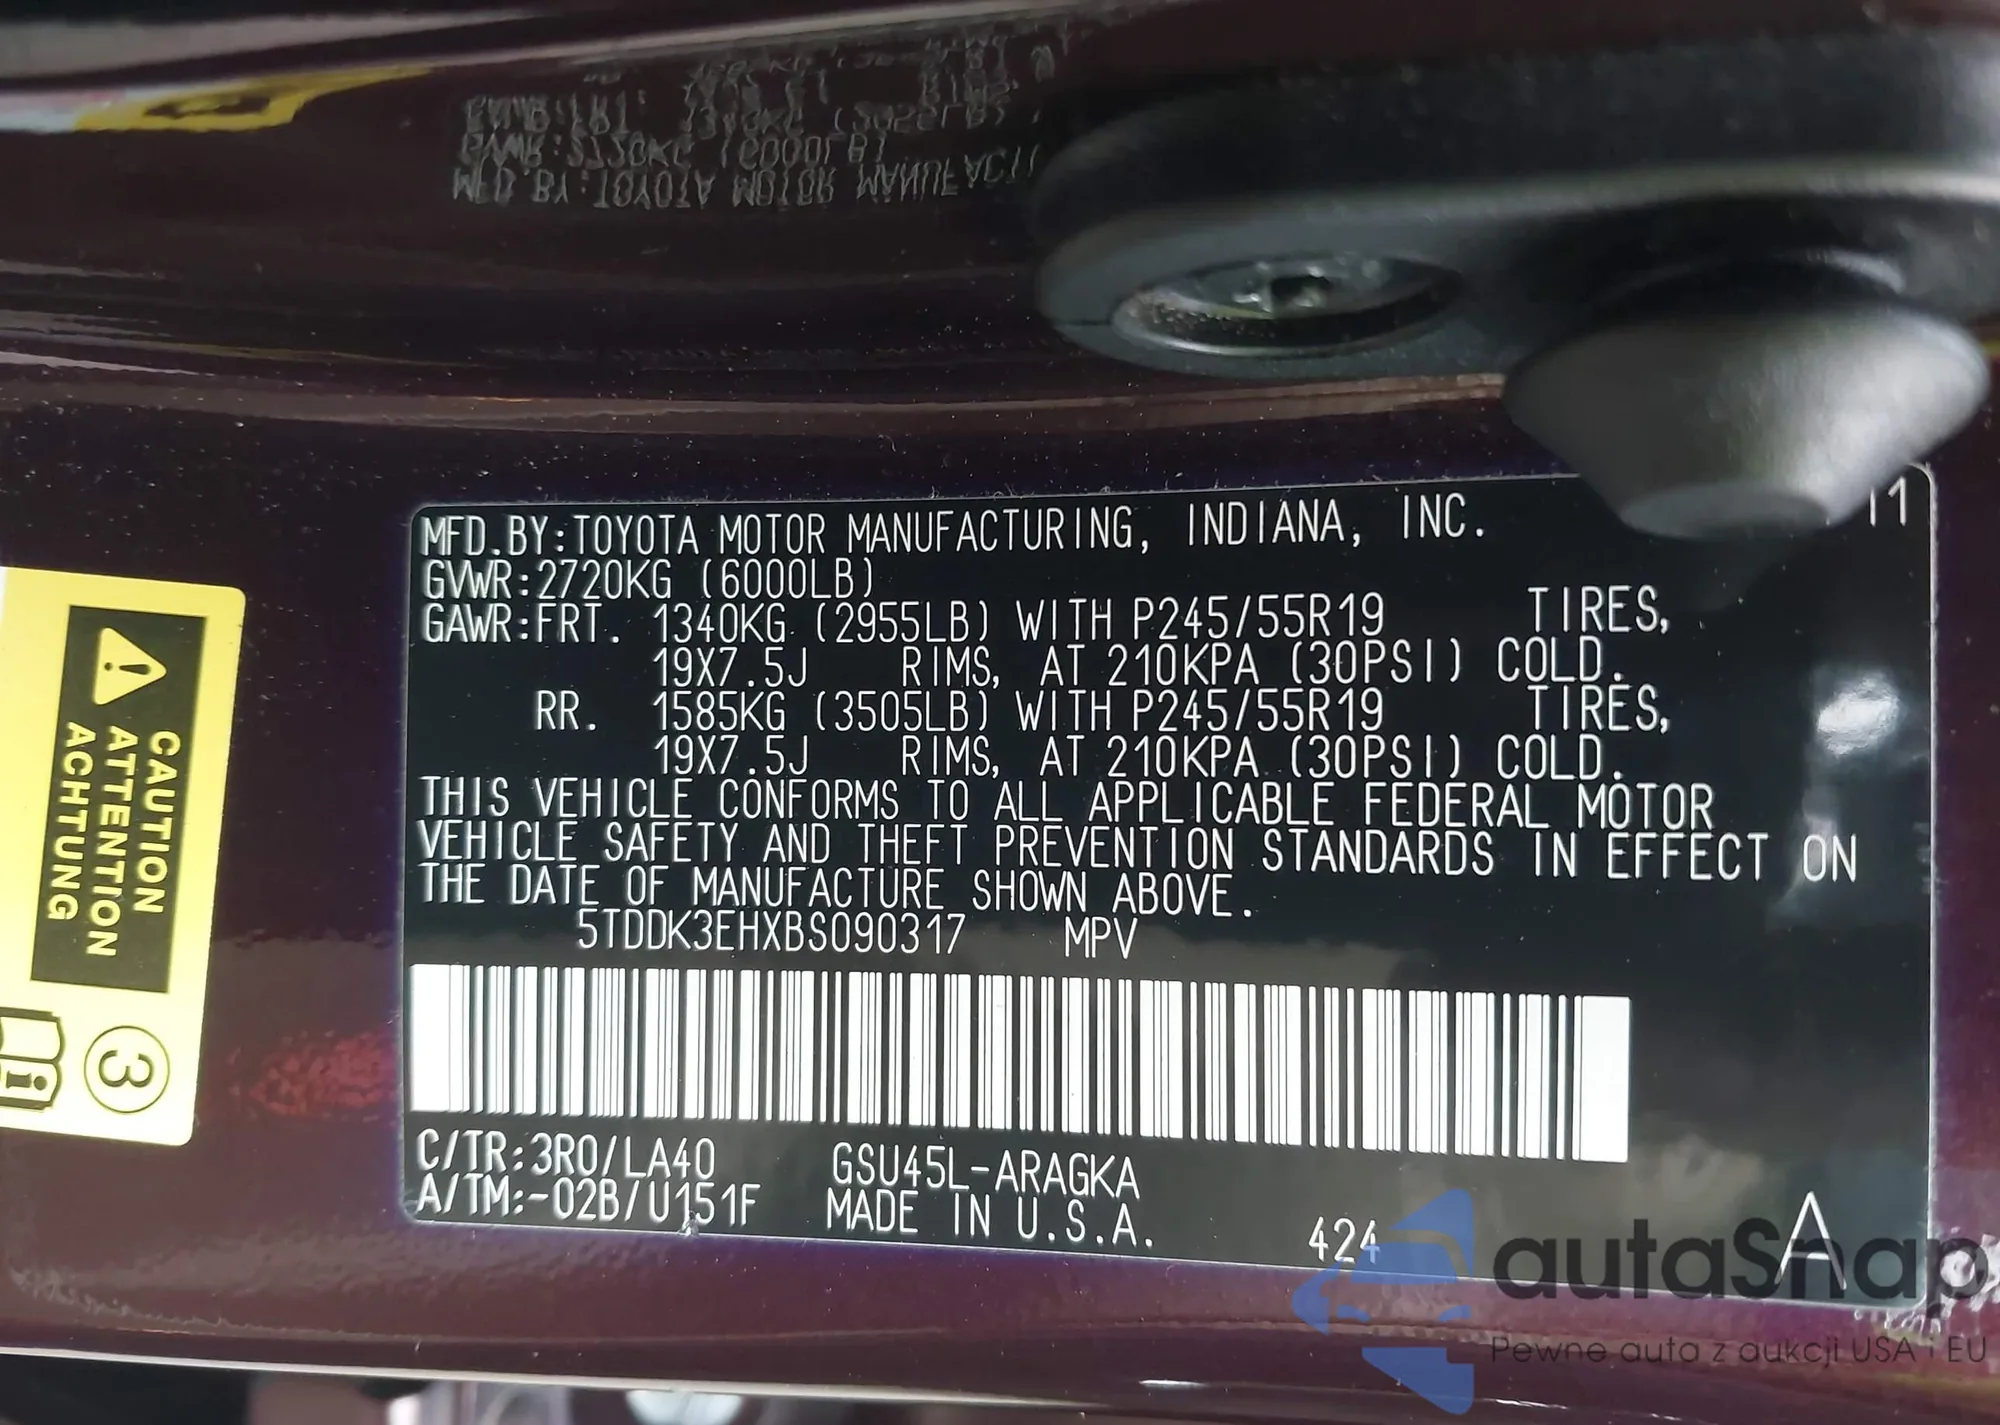 MFD.BY:TOYOTA MOTOR MANUFACTURING, INDIANA, INC. 11
GVWR:2720KG (6000LB)
GAWR:FRT. 1340KG (2955LB) WITH P245/55R19 TIRES,
19X7.5J RIMS, AT 210KPA (30PSI) COLD.
RR. 1585KG (3505LB) WITH P245/55R19 TIRES,
19X7.5J RIMS, AT 210KPA (30PSI) COLD.
THIS VEHICLE CONFORMS TO ALL APPLICABLE FEDERAL MOTOR
VEHICLE SAFETY AND THEFT PREVENTION STANDARDS IN EFFECT ON
THE DATE OF MANUFACTURE SHOWN ABOVE.
5TDDK3EHXBS090317 MPV
C/TR:3R0/LA40 GSU45L-ARAGKA
A/TM:-02B/U151F MADE IN U.S.A. 424 A
CAUTION
ATTENTION
ACHTUNG
3
autaSnap
Pewne auta z aukcji USA i EU